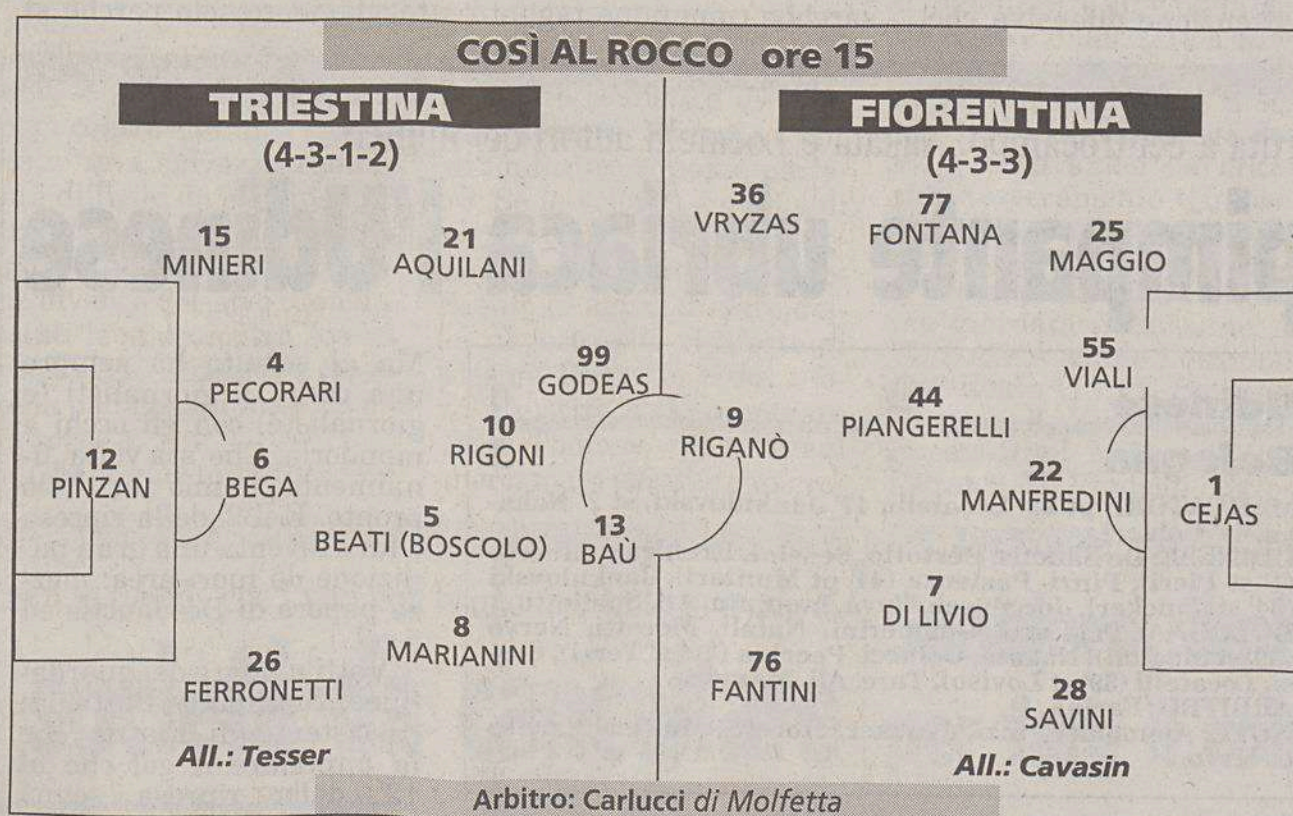 COSÌ AL ROCCO ore 15
TRIESTINA
(4-3-1-2)
15
MINIERI
21
AQUILANI
4
PECORARI
99
GODEAS
10
RIGONI
12
PINZAN
6
BEGA
5
BEATI (BOSCOLO)
13
BAÙ
8
MARIANINI
26
FERRONETTI
All.: Tesser
FIORENTINA
(4-3-3)
36
VRYZAS
77
FONTANA
25
MAGGIO
55
VIALI
44
PIANGERELLI
9
RIGANÒ
22
MANFREDINI
1
CEJAS
7
DI LIVIO
76
FANTINI
28
SAVINI
All.: Cavasin
Arbitro: Carlucci di Molfetta